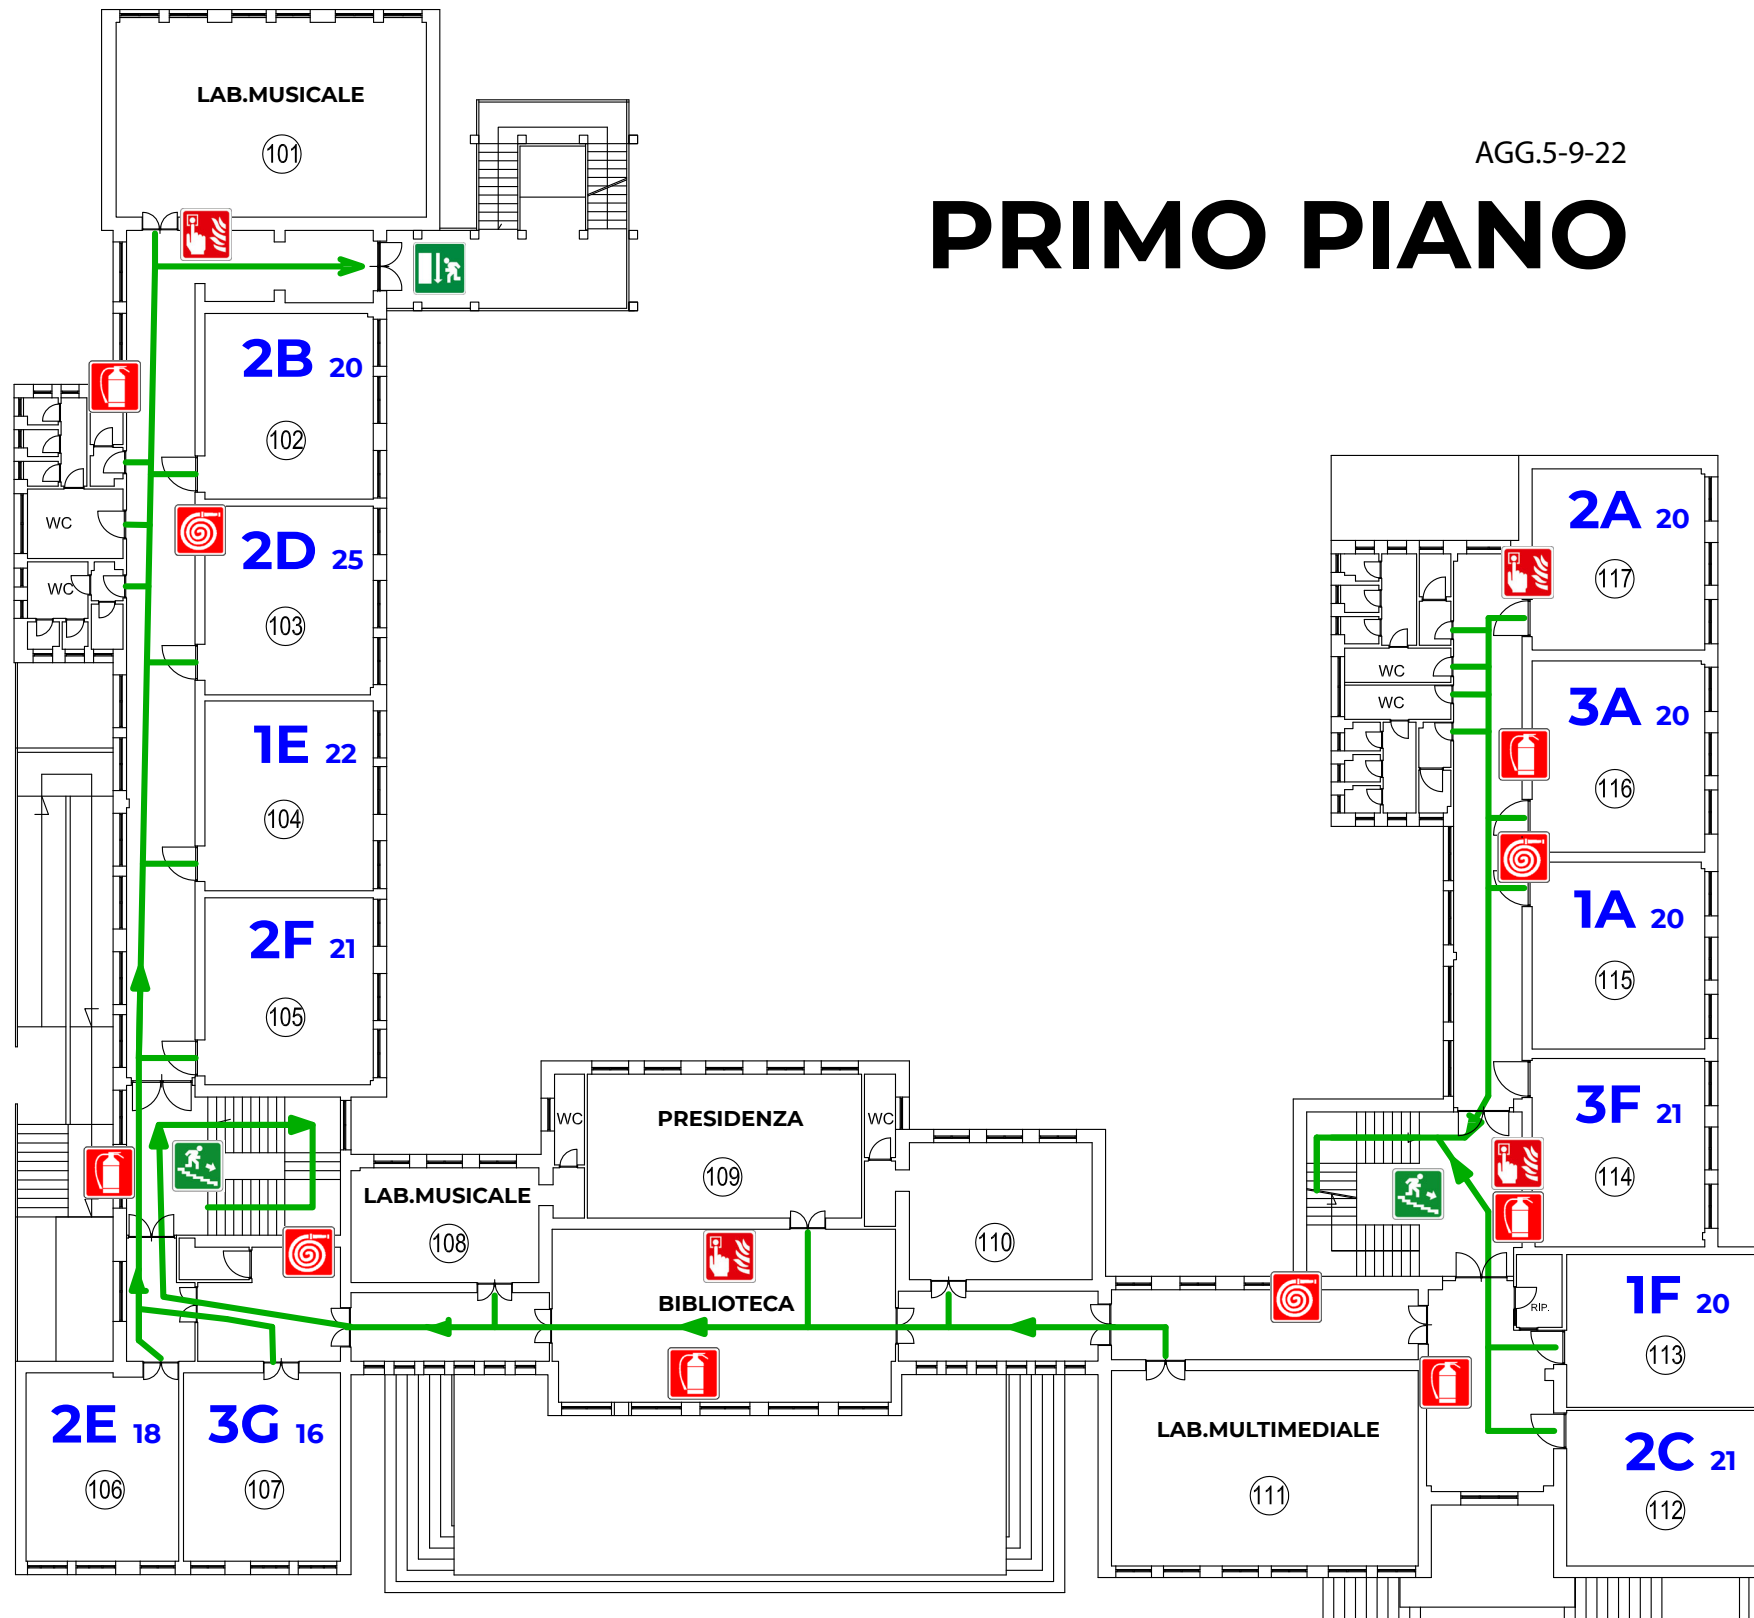 AGG.5-9-22
PRIMO PIANO
LAB.MUSICALE
101
2B 20
102
WC
2D 25
103
WC
1E 22
104
2F 21
105
2E 18
106
3G 16
107
LAB.MUSICALE
108
WC
PRESIDENZA
109
WC
BIBLIOTECA
110
LAB.MULTIMEDIALE
111
2A 20
117
WC
WC
3A 20
116
1A 20
115
3F 21
114
RIP.
1F 20
113
2C 21
112